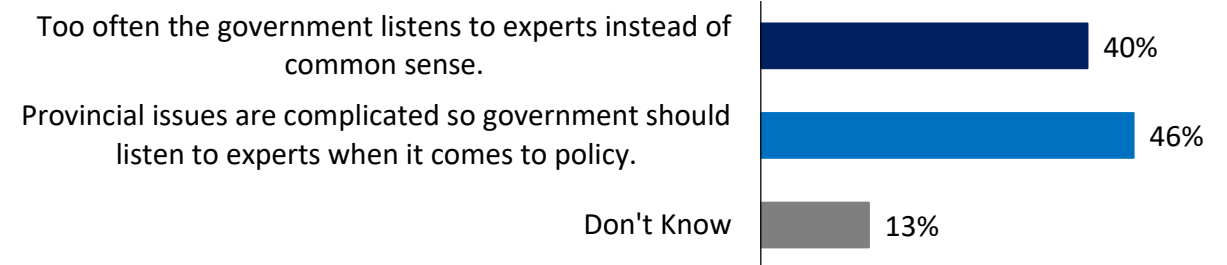 Too often the government listens to experts instead of
common sense.
40%
Provincial issues are complicated so government should
listen to experts when it comes to policy.
46%
Don't Know
13%